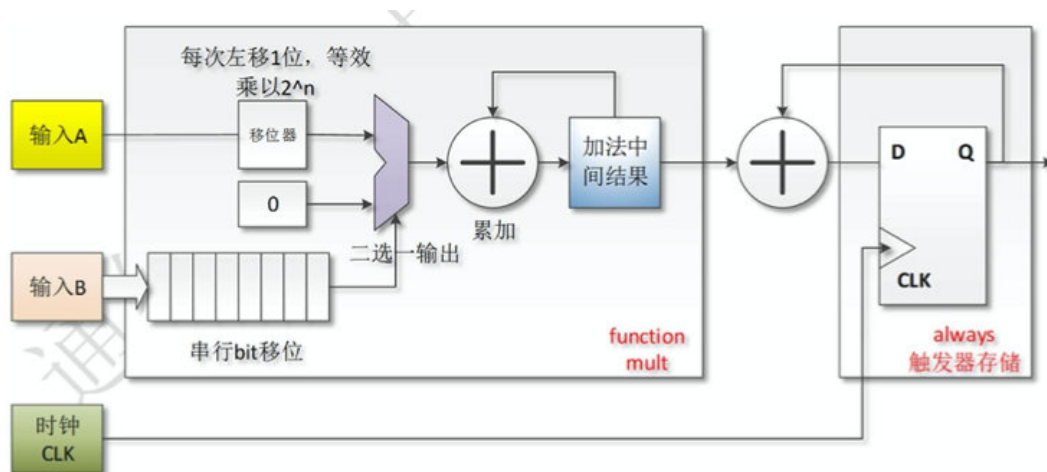 每次左移1位，等效
乘以2^n
输入A
移位器
0
累加
加法中
间结果
二选一输出
输入B
串行bit移位
function
mult
D
Q
CLK
always
触发器存储
时钟
CLK
通